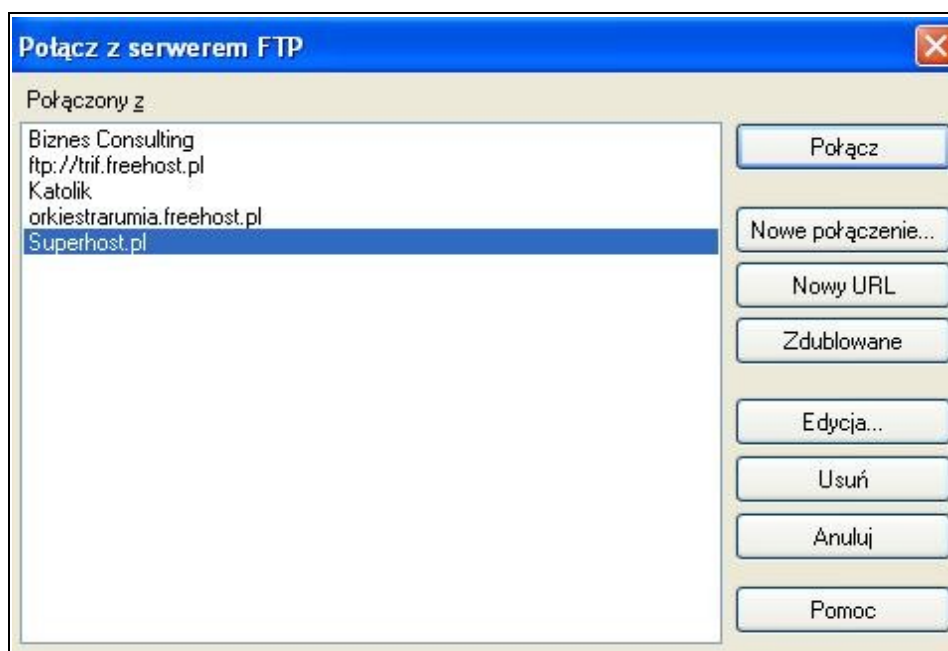 Połącz z serwerem FTP
Połączony z
Biznes Consulting
ftp://trif.freehost.pl
Katolik
orkiestrarumia.freehost.pl
Superhost.pl
Połącz
Nowe połączenie...
Nowy URL
Zdublowane
Edycja...
Usuń
Anuluj
Pomoc